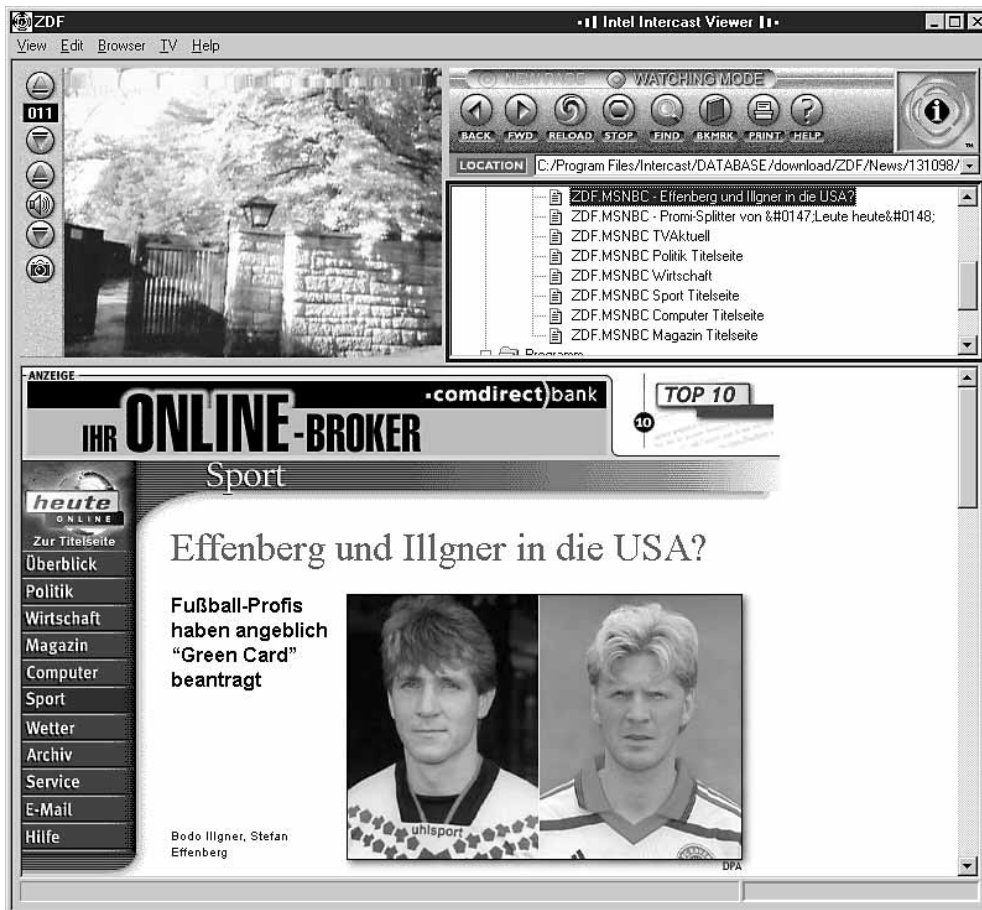 ZDF
Intel Intercast Viewer
View Edit Browser TV Help
011
WATCHING MODE
BACK FWD RELOAD STOP FIND BKMRK PRINT HELP
LOCATION C:/Program Files/Intercast/DATABASE/download/ZDF/News/131098/
ZDF.MSNBC - Effenberg und Illgner in die USA?
ZDF.MSNBC - Promi-Splitter von &#0147;Leute heute&#0148;
ZDF.MSNBC TVAktuell
ZDF.MSNBC Politik Titelseite
ZDF.MSNBC Wirtschaft
ZDF.MSNBC Sport Titelseite
ZDF.MSNBC Computer Titelseite
ZDF.MSNBC Magazin Titelseite
Programm
ANZEIGE
comdirect)bank
IHR ONLINE-BROKER
TOP 10
10
Sport
heute
ONLINE
Zur Titelseite
Überblick
Politik
Wirtschaft
Magazin
Computer
Sport
Wetter
Archiv
Service
E-Mail
Hilfe
Effenberg und Illgner in die USA?
Fußball-Profis
haben angeblich
“Green Card”
beantragt
uhlsport
Bodo Illgner, Stefan
Effenberg
DPA